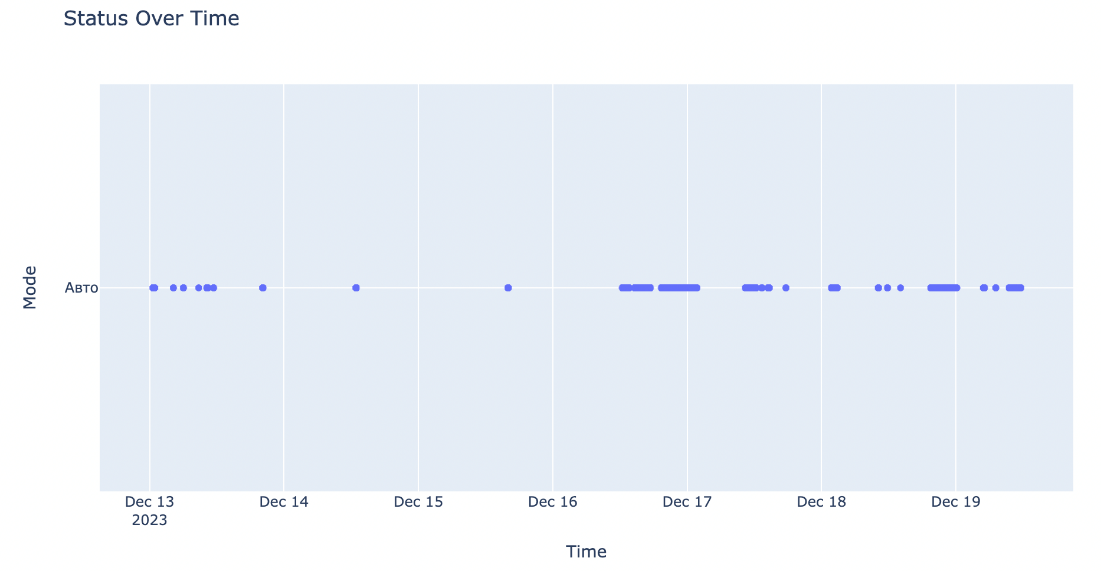 Status Over Time
Mode
Авто
Dec 13
2023
Dec 14
Dec 15
Dec 16
Dec 17
Dec 18
Dec 19
Time